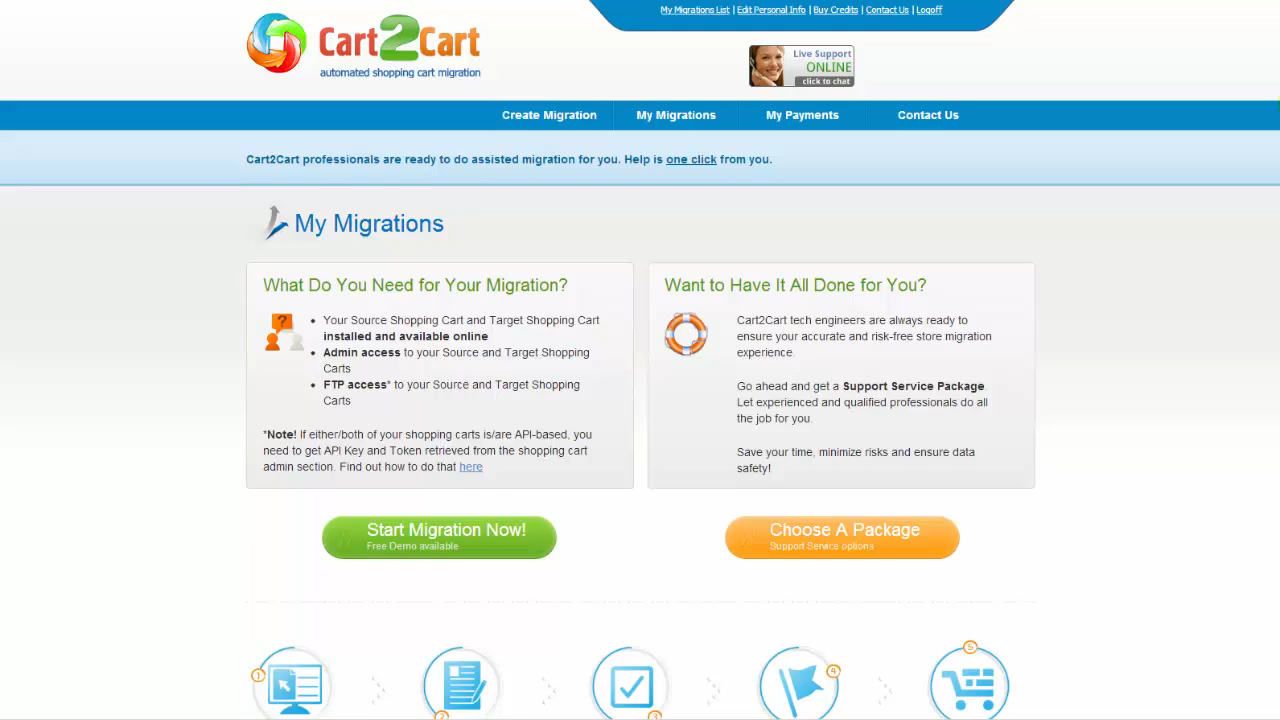 My Migrations List | Edit Personal Info | Buy Credits | Contact Us | Logoff
Cart2Cart
automated shopping cart migration
Live Support
ONLINE
click to chat
Create Migration My Migrations My Payments Contact Us
Cart2Cart professionals are ready to do assisted migration for you. Help is one click from you.
My Migrations
What Do You Need for Your Migration?
?
• Your Source Shopping Cart and Target Shopping Cart
installed and available online
• Admin access to your Source and Target Shopping
Carts
• FTP access* to your Source and Target Shopping
Carts
*Note! If either/both of your shopping carts is/are API-based, you
need to get API Key and Token retrieved from the shopping cart
admin section. Find out how to do that here
Want to Have It All Done for You?
Cart2Cart tech engineers are always ready to
ensure your accurate and risk-free store migration
experience.
Go ahead and get a Support Service Package.
Let experienced and qualified professionals do all
the job for you.
Save your time, minimize risks and ensure data
safety!
Start Migration Now!
Free Demo available
Choose A Package
Support Service options
1 2 3 4 5